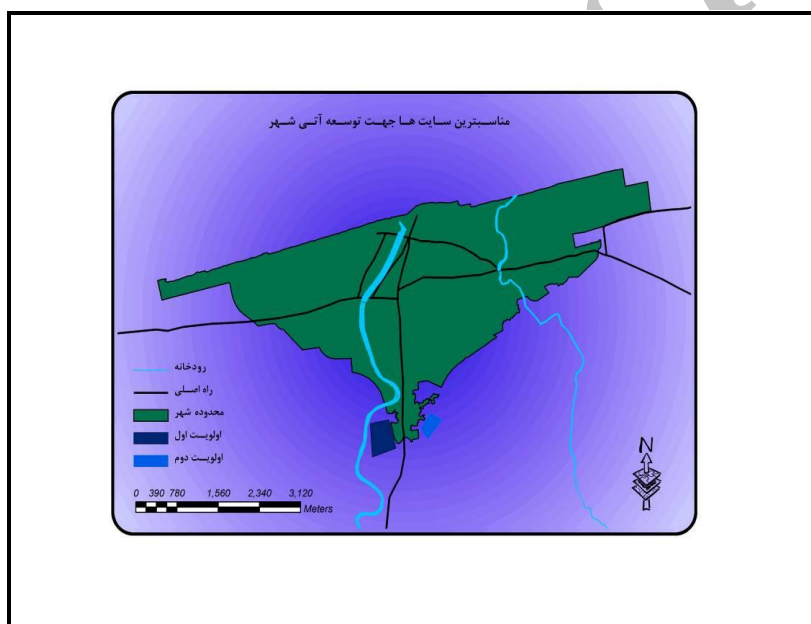 مناسبترین سایت ها جهت توسعه آتی شهر
رودخانه
راه اصلی
محدوده شهر
اولویت اول
اولویت دوم
0 390 780 1,560 2,340 3,120
Meters
N